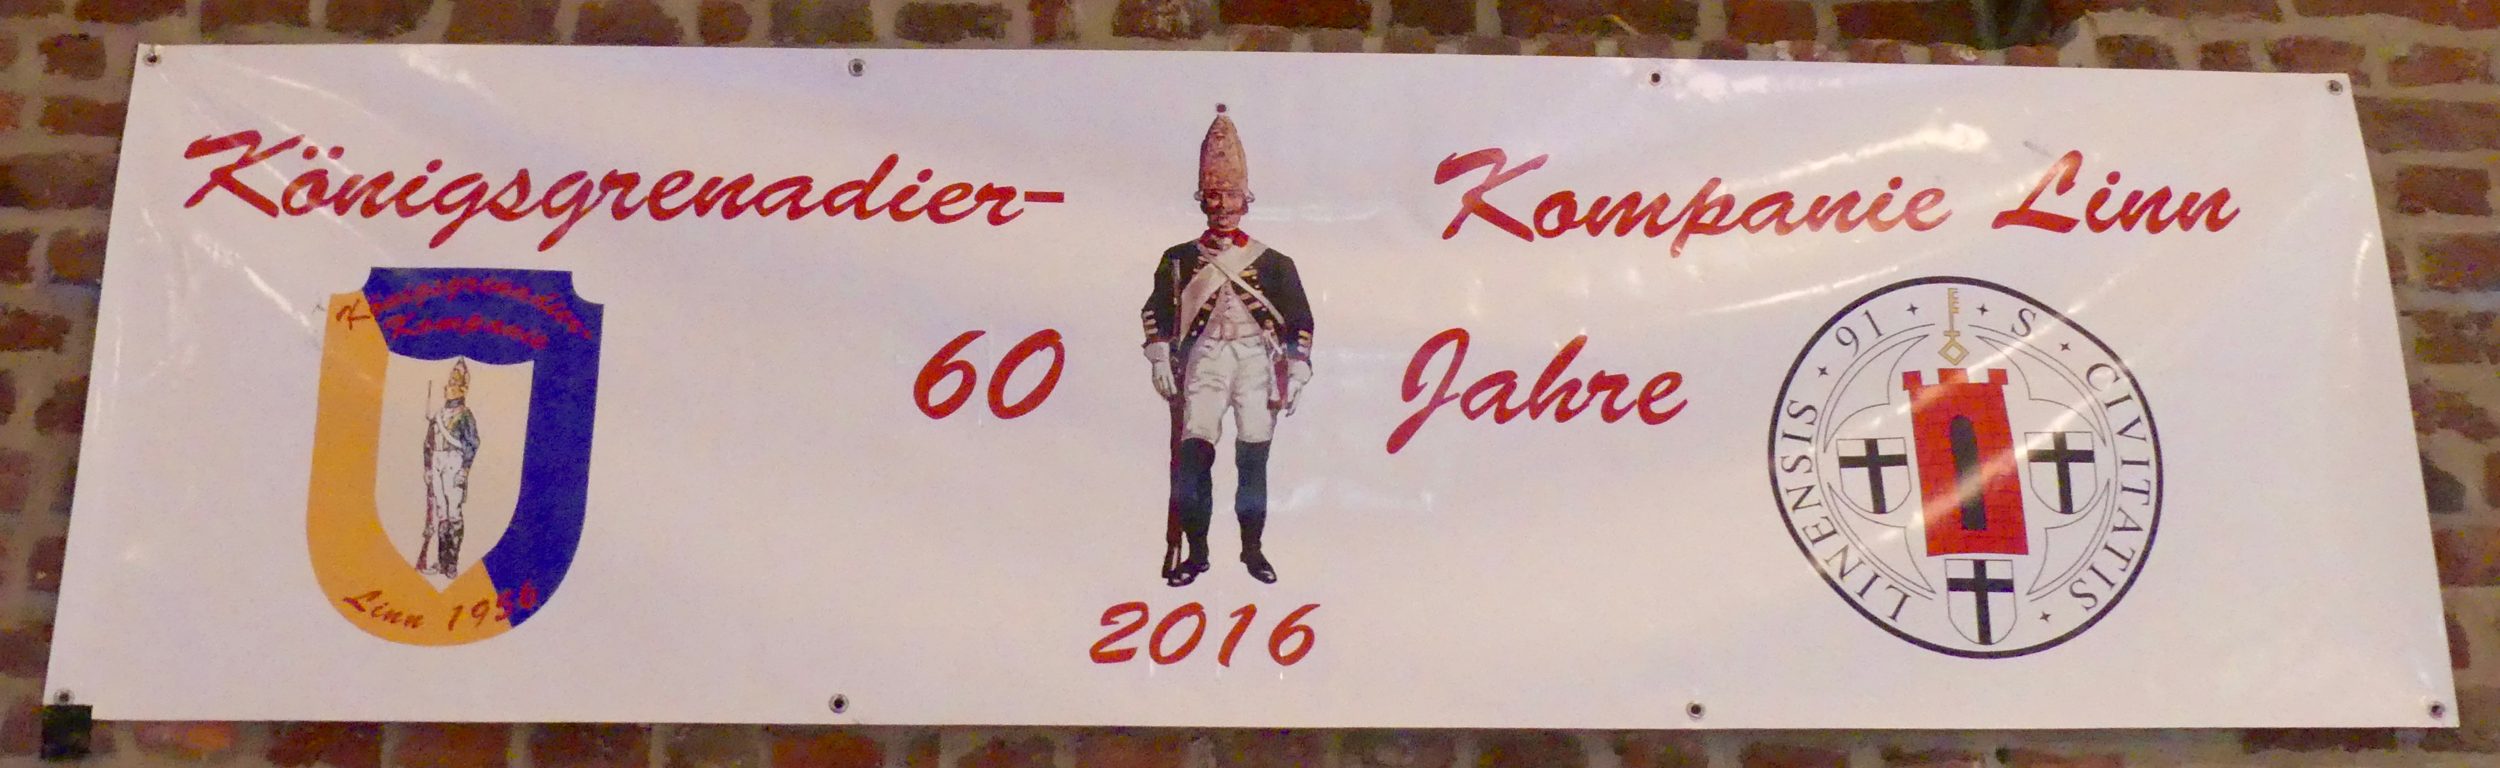 Königsgrenadier- Kompanie Linn
60 Jahre
2016
Königsgrenadier-
Kompanie
Linn 1956
S · CIVITATIS · LINENSIS · 91